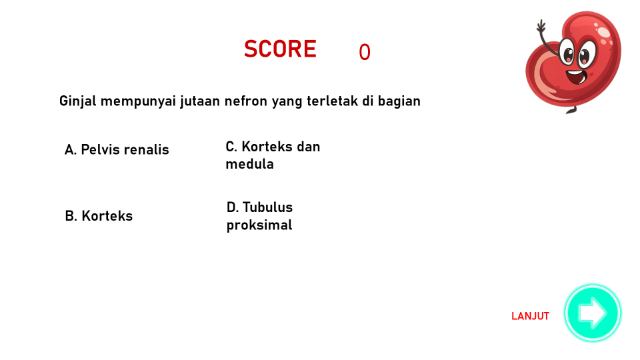 SCORE 0
Ginjal mempunyai jutaan nefron yang terletak di bagian
A. Pelvis renalis
C. Korteks dan
medula
B. Korteks
D. Tubulus
proksimal
LANJUT